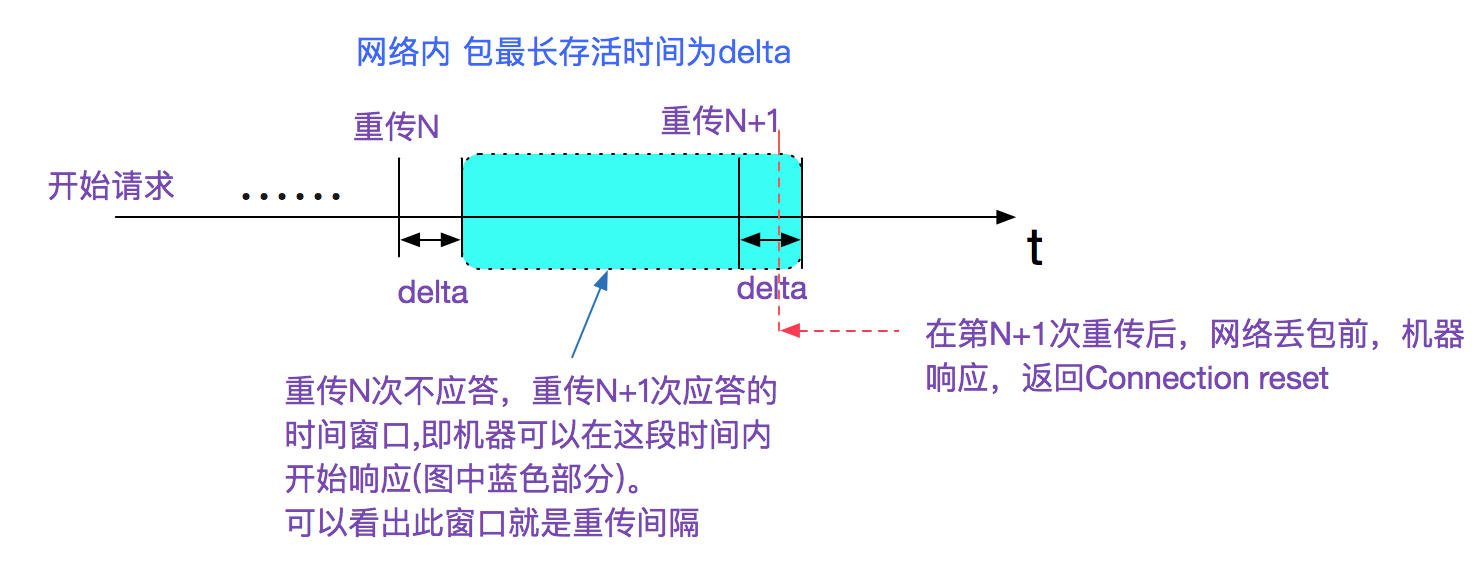 网络内 包最长存活时间为delta
重传N
重传N+1
开始请求
......
t
delta
delta
在第N+1次重传后，网络丢包前，机器
响应，返回Connection reset
重传N次不应答，重传N+1次应答的
时间窗口,即机器可以在这段时间内
开始响应(图中蓝色部分)。
可以看出此窗口就是重传间隔